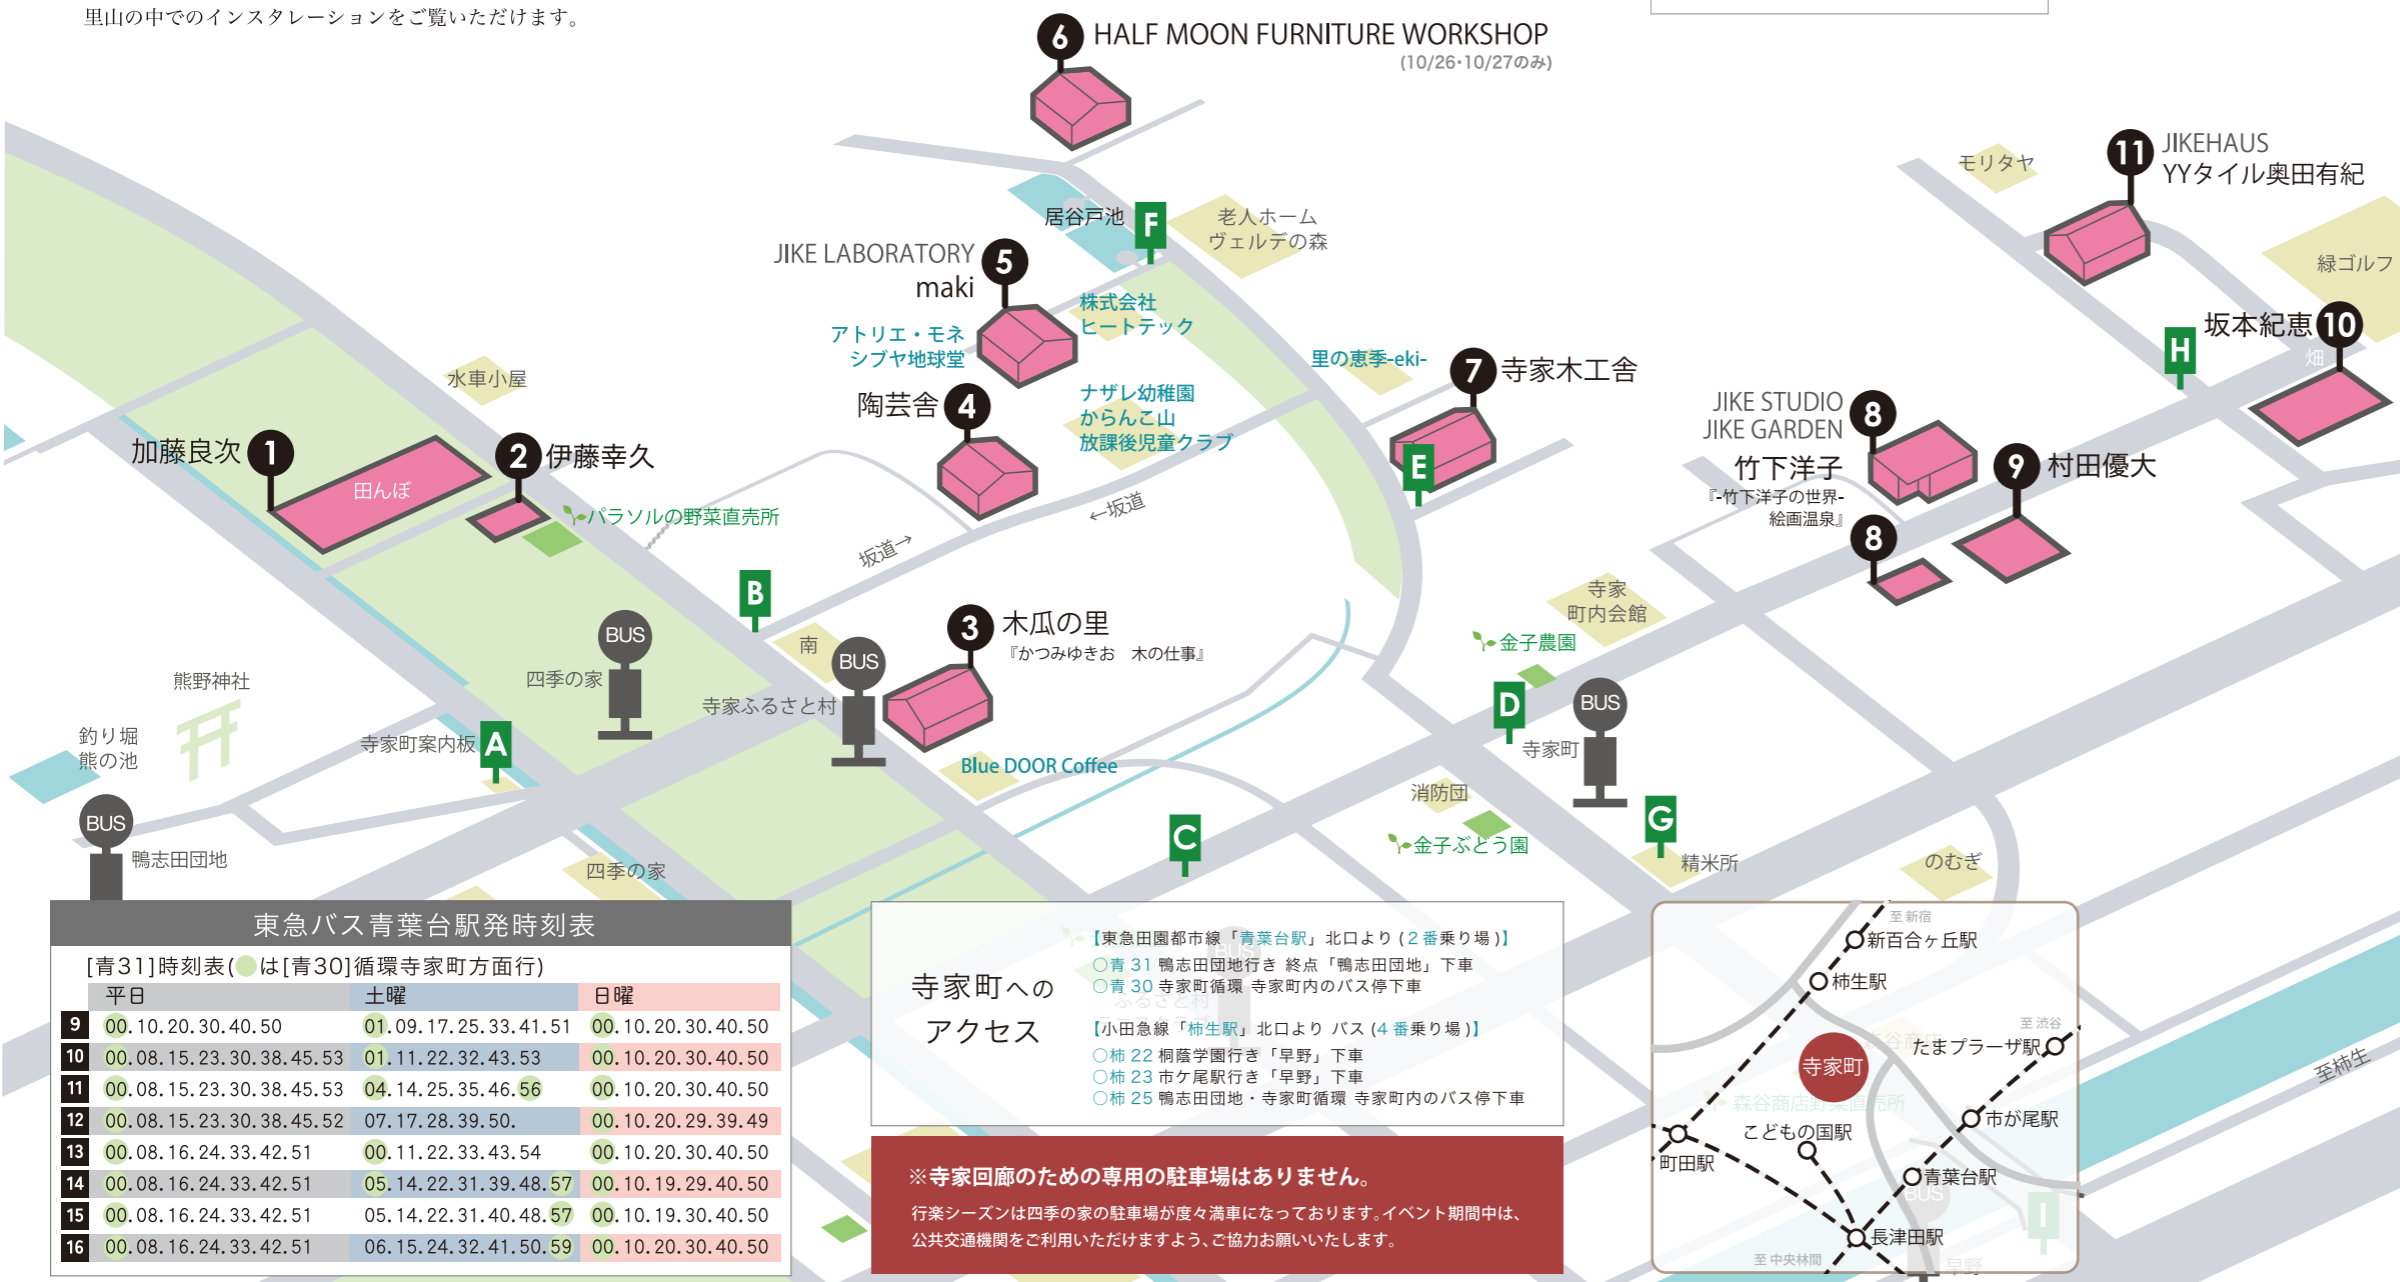 里山の中でのインスタレーションをご覧いただけます。
6 HALF MOON FURNITURE WORKSHOP
(10/26・10/27のみ)
11 JIKEHAUS
YYタイル奥田有紀
モリタヤ
緑ゴルフ
居谷戸池
F
老人ホーム
ヴェルデの森
JIKE LABORATORY 5
maki
株式会社
ヒートテック
アトリエ・モネ
シブヤ地球堂
水車小屋
里の恵季-eki-
7 寺家木工舎
H
坂本紀恵 10
畑
陶芸舎 4
ナザレ幼稚園
からんこ山
放課後児童クラブ
JIKE STUDIO 8
JIKE GARDEN
竹下洋子
『-竹下洋子の世界-
絵画温泉』
8
9 村田優大
加藤良次 1
田んぼ
2 伊藤幸久
パラソルの野菜直売所
E
←坂道
坂道→
B
南
BUS
四季の家
BUS
寺家ふるさと村
3 木瓜の里
『かつみゆきお 木の仕事』
寺家
町内会館
金子農園
D
BUS
寺家町
熊野神社
釣り堀
熊の池
寺家町案内板 A
Blue DOOR Coffee
消防団
金子ぶどう園
C
G
精米所
のむぎ
BUS
鴨志田団地
四季の家
東急バス青葉台駅発時刻表
[青31]時刻表(●は[青30]循環寺家町方面行)
平日 土曜 日曜
9 00.10.20.30.40.50 01.09.17.25.33.41.51 00.10.20.30.40.50
10 00.08.15.23.30.38.45.53 01.11.22.32.43.53 00.10.20.30.40.50
11 00.08.15.23.30.38.45.53 04.14.25.35.46.56 00.10.20.30.40.50
12 00.08.15.23.30.38.45.52 07.17.28.39.50. 00.10.20.29.39.49
13 00.08.16.24.33.42.51 00.11.22.33.43.54 00.10.20.30.40.50
14 00.08.16.24.33.42.51 05.14.22.31.39.48.57 00.10.19.29.40.50
15 00.08.16.24.33.42.51 05.14.22.31.40.48.57 00.10.19.30.40.50
16 00.08.16.24.33.42.51 06.15.24.32.41.50.59 00.10.20.30.40.50
寺家町への
アクセス
【東急田園都市線「青葉台駅」北口より(2番乗り場)】
○青31 鴨志田団地行き 終点「鴨志田団地」下車
○青30 寺家町循環 寺家町内のバス停下車
【小田急線「柿生駅」北口より バス(4番乗り場)】
○柿22 桐蔭学園行き「早野」下車
○柿23 市ケ尾駅行き「早野」下車
○柿25 鴨志田団地・寺家町循環 寺家町内のバス停下車
BUS
ふるさと村
※寺家回廊のための専用の駐車場はありません。
行楽シーズンは四季の家の駐車場が度々満車になっております。イベント期間中は、
公共交通機関をご利用いただけますよう、ご協力お願いいたします。
至 新宿
新百合ヶ丘駅
柿生駅
至 渋谷
たまプラーザ駅
寺家町
森谷商店野菜直売所
こどもの国駅
市が尾駅
町田駅
青葉台駅
BUS
I
長津田駅
至 中央林間
早野
至柿生